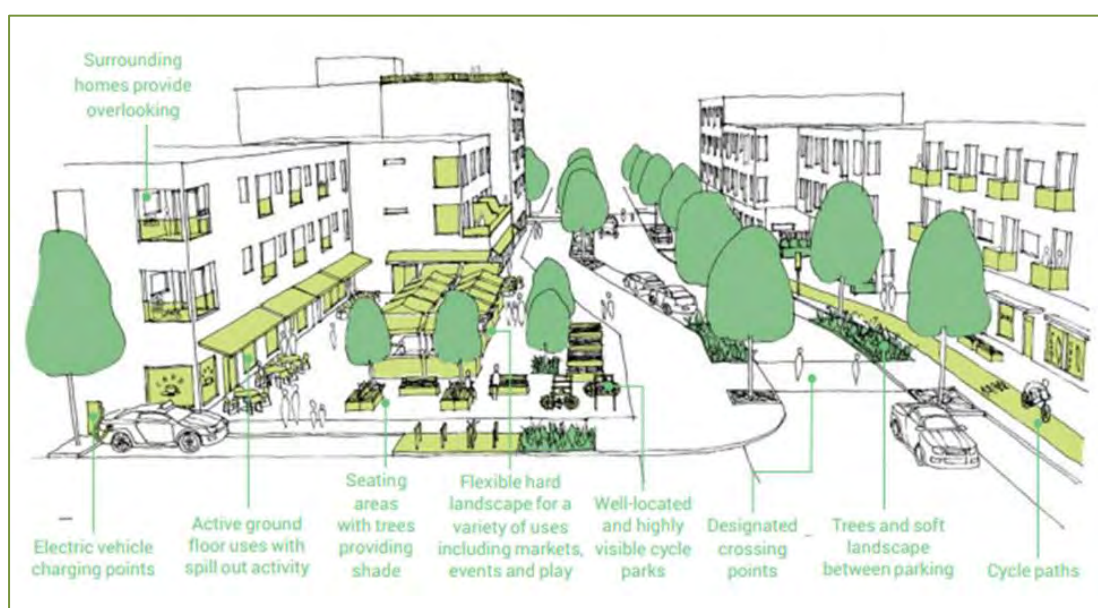 Surrounding
homes provide
overlooking
Electric vehicle
charging points
Active ground
floor uses with
spill out activity
Seating
areas
with trees
providing
shade
Flexible hard
landscape for a
variety of uses
including markets,
events and play
Well-located
and highly
visible cycle
parks
Designated
crossing
points
Trees and soft
landscape
between parking
Cycle paths